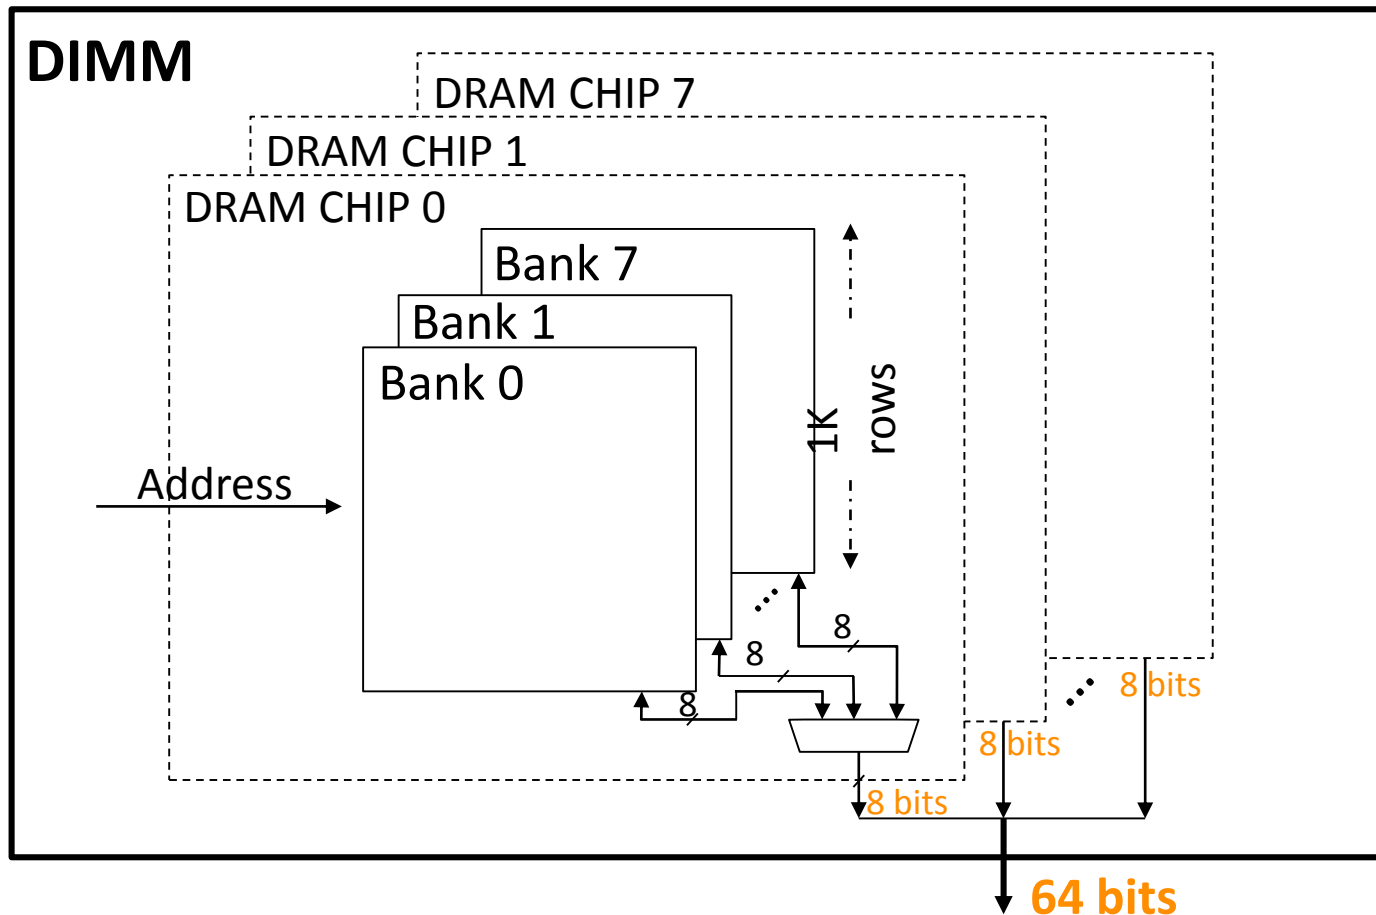 DIMM
DRAM CHIP 7
DRAM CHIP 1
DRAM CHIP 0
Bank 7
Bank 1
Bank 0
1K
rows
Address
8
8
8
8 bits
8 bits
8 bits
64 bits